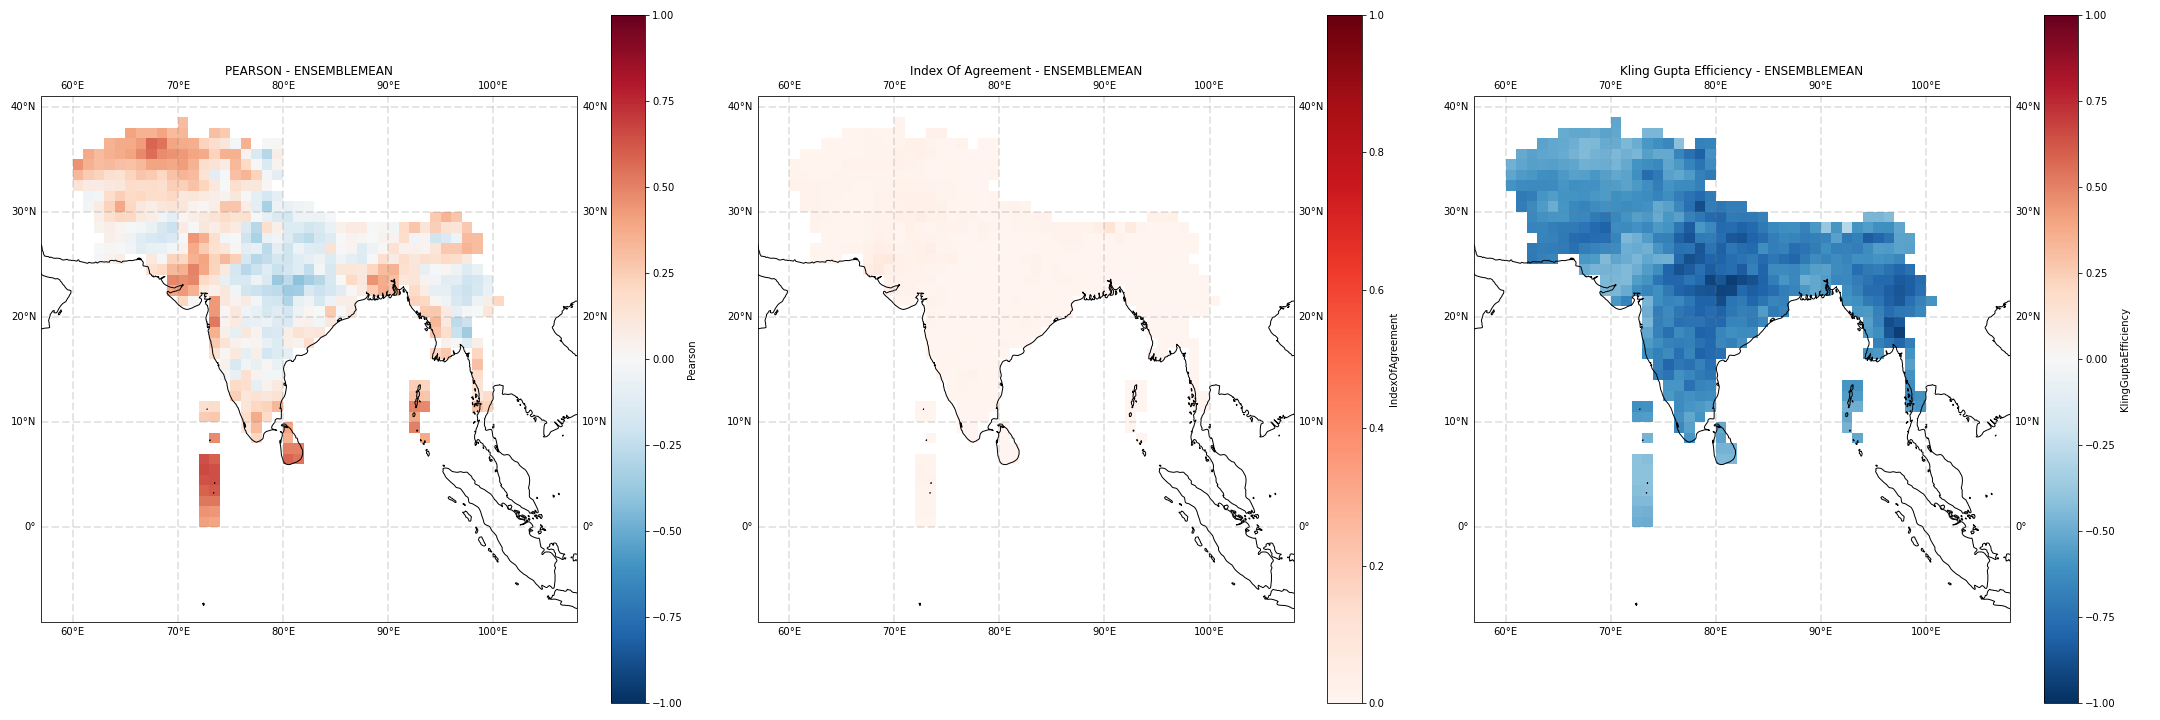 PEARSON - ENSEMBLEMEAN
60°E 70°E 80°E 90°E 100°E
40°N 40°N
30°N 30°N
20°N 20°N
10°N 10°N
0° 0°
60°E 70°E 80°E 90°E 100°E
1.00
0.75
0.50
0.25
0.00
−0.25
−0.50
−0.75
−1.00
Pearson
Index Of Agreement - ENSEMBLEMEAN
60°E 70°E 80°E 90°E 100°E
40°N 40°N
30°N 30°N
20°N 20°N
10°N 10°N
0° 0°
60°E 70°E 80°E 90°E 100°E
1.0
0.8
0.6
0.4
0.2
0.0
IndexOfAgreement
Kling Gupta Efficiency - ENSEMBLEMEAN
60°E 70°E 80°E 90°E 100°E
40°N 40°N
30°N 30°N
20°N 20°N
10°N 10°N
0° 0°
60°E 70°E 80°E 90°E 100°E
1.00
0.75
0.50
0.25
0.00
−0.25
−0.50
−0.75
−1.00
KlingGuptaEfficiency